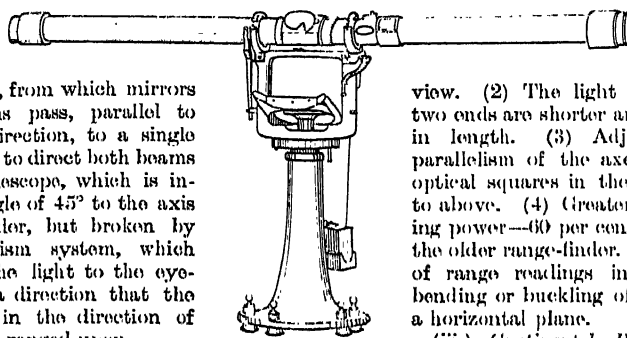 , from which mirrors
s pass, parallel to
irection, to a single
to direct both beams
escope, which is in-
gle of 45° to the axis
ler, but broken by
ism system, which
he light to the eye-
a direction that the
in the direction of
view. (2) The light
two ends are shorter an
in length. (3) Adj
parallelism of the axe
optical squares in the
to above. (4) Greater
ing power—60 per cen
the older range-finder.
of range readings in
bending or buckling of
a horizontal plane.